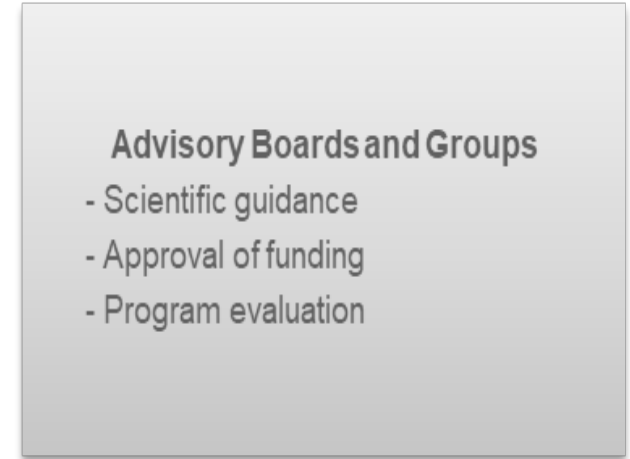 Advisory Boards and Groups
- Scientific guidance
- Approval of funding
- Program evaluation